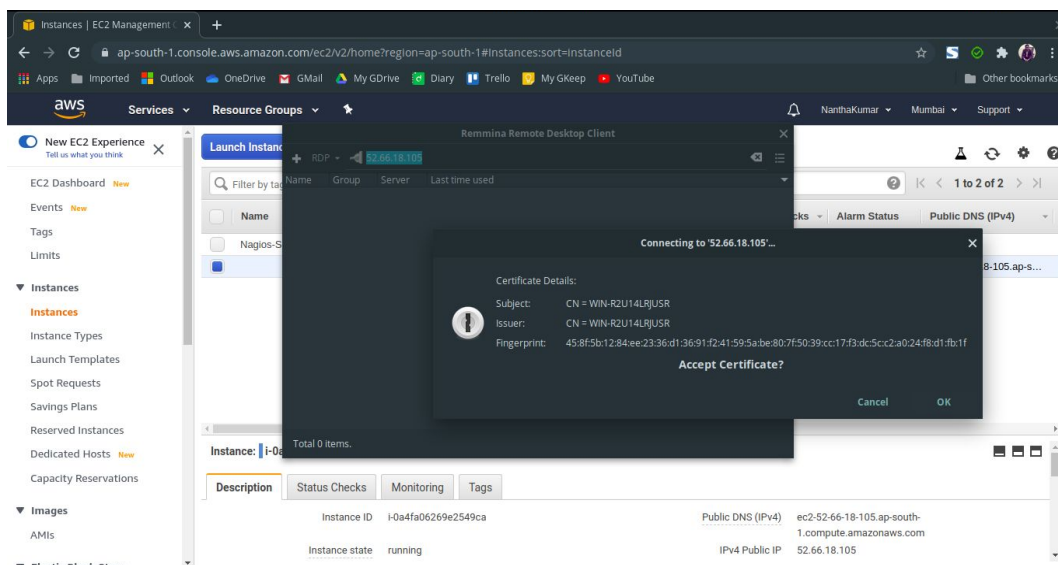 Instances | EC2 Management C
ap-south-1.console.aws.amazon.com/ec2/v2/home?region=ap-south-1#Instances:sort=instanceId
Apps Imported Outlook OneDrive GMail My GDrive Diary Trello My GKeep YouTube Other bookmarks
aws Services Resource Groups NanthaKumar Mumbai Support
New EC2 Experience
Tell us what you think
EC2 Dashboard New
Events New
Tags
Limits
Instances
Instances
Instance Types
Launch Templates
Spot Requests
Savings Plans
Reserved Instances
Dedicated Hosts New
Capacity Reservations
Images
AMIs
Launch Instanc
Filter by tag
1 to 2 of 2
Name
cks Alarm Status Public DNS (IPv4)
Nagios-S
8-105.ap-s...
Remmina Remote Desktop Client
RDP 52.66.18.105
Name Group Server Last time used
Total 0 items.
Connecting to '52.66.18.105'...
Certificate Details:
Subject: CN = WIN-R2U14LRJUSR
Issuer: CN = WIN-R2U14LRJUSR
Fingerprint: 45:8f:5b:12:84:ee:23:36:d1:36:91:f2:41:59:5a:be:80:7f:50:39:cc:17:f3:dc:5c:c2:a0:24:f8:d1:fb:1f
Accept Certificate?
Cancel OK
Instance: i-0a
Description Status Checks Monitoring Tags
Instance ID i-0a4fa06269e2549ca
Public DNS (IPv4) ec2-52-66-18-105.ap-south-
1.compute.amazonaws.com
Instance state running
IPv4 Public IP 52.66.18.105